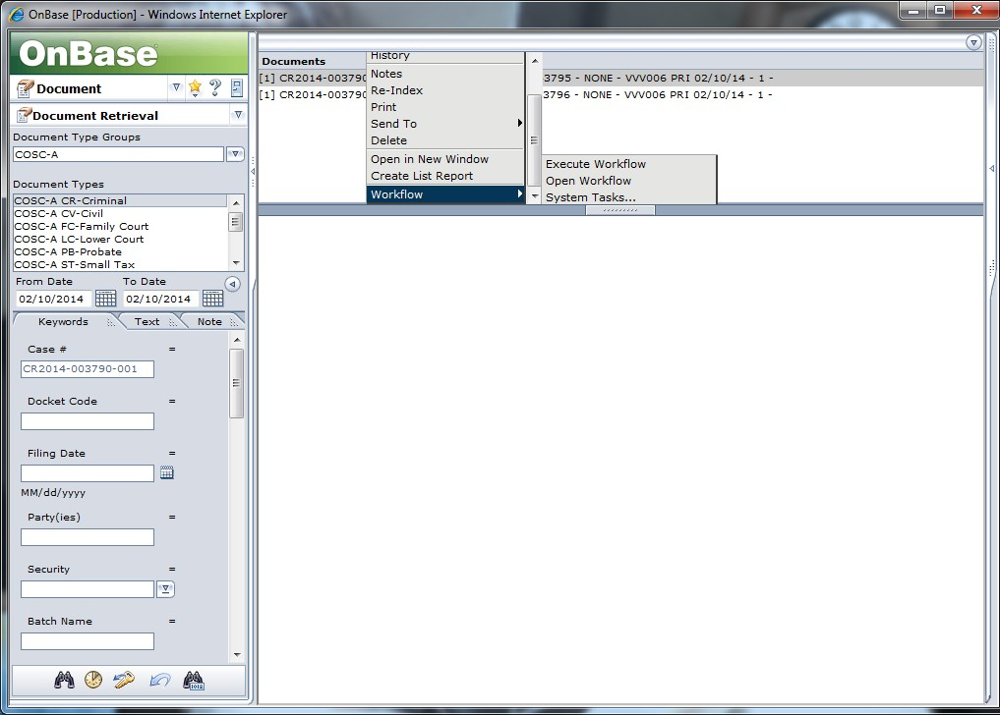 OnBase [Production] - Windows Internet Explorer
OnBase
Document
Document Retrieval
Document Type Groups
COSC-A
Document Types
COSC-A CR-Criminal
COSC-A CV-Civil
COSC-A FC-Family Court
COSC-A LC-Lower Court
COSC-A PB-Probate
COSC-A ST-Small Tax
From Date To Date
02/10/2014 02/10/2014
Keywords Text Note
Case # =
CR2014-003790-001
Docket Code =
Filing Date =
MM/dd/yyyy
Party(ies) =
Security =
Batch Name =
Documents
[1] CR2014-003790 3795 - NONE - VVV006 PRI 02/10/14 - 1 -
[1] CR2014-003790 3796 - NONE - VVV006 PRI 02/10/14 - 1 -
History
Notes
Re-Index
Print
Send To
Delete
Open in New Window
Create List Report
Workflow
Execute Workflow
Open Workflow
System Tasks...